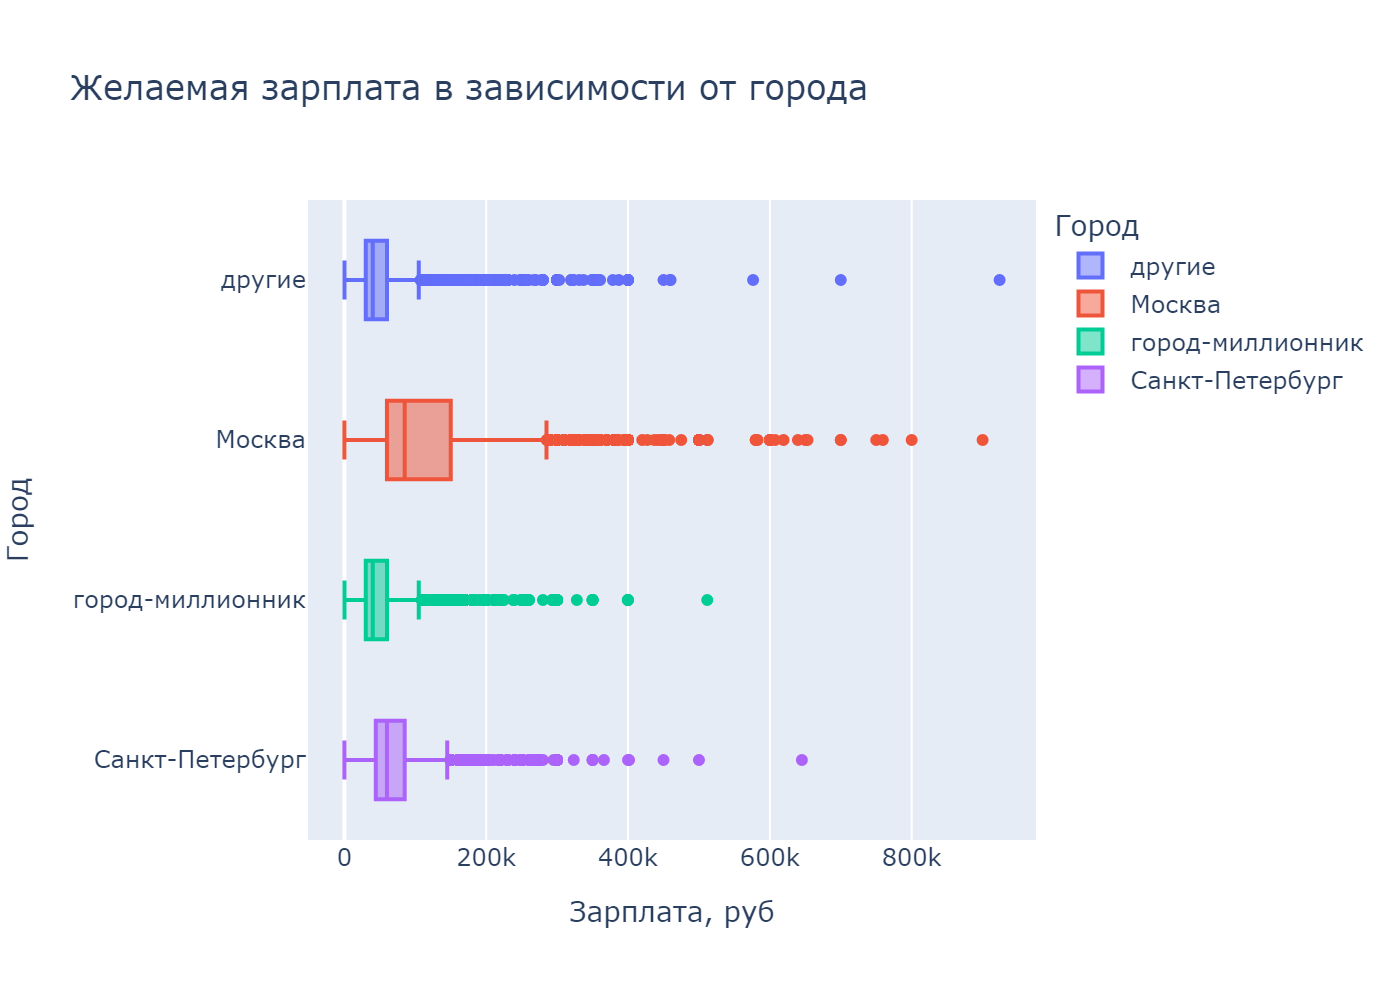 Желаемая зарплата в зависимости от города
Город
другие
Москва
город-миллионник
Санкт-Петербург
0
200k
400k
600k
800k
Зарплата, руб
Город
другие
Москва
город-миллионник
Санкт-Петербург